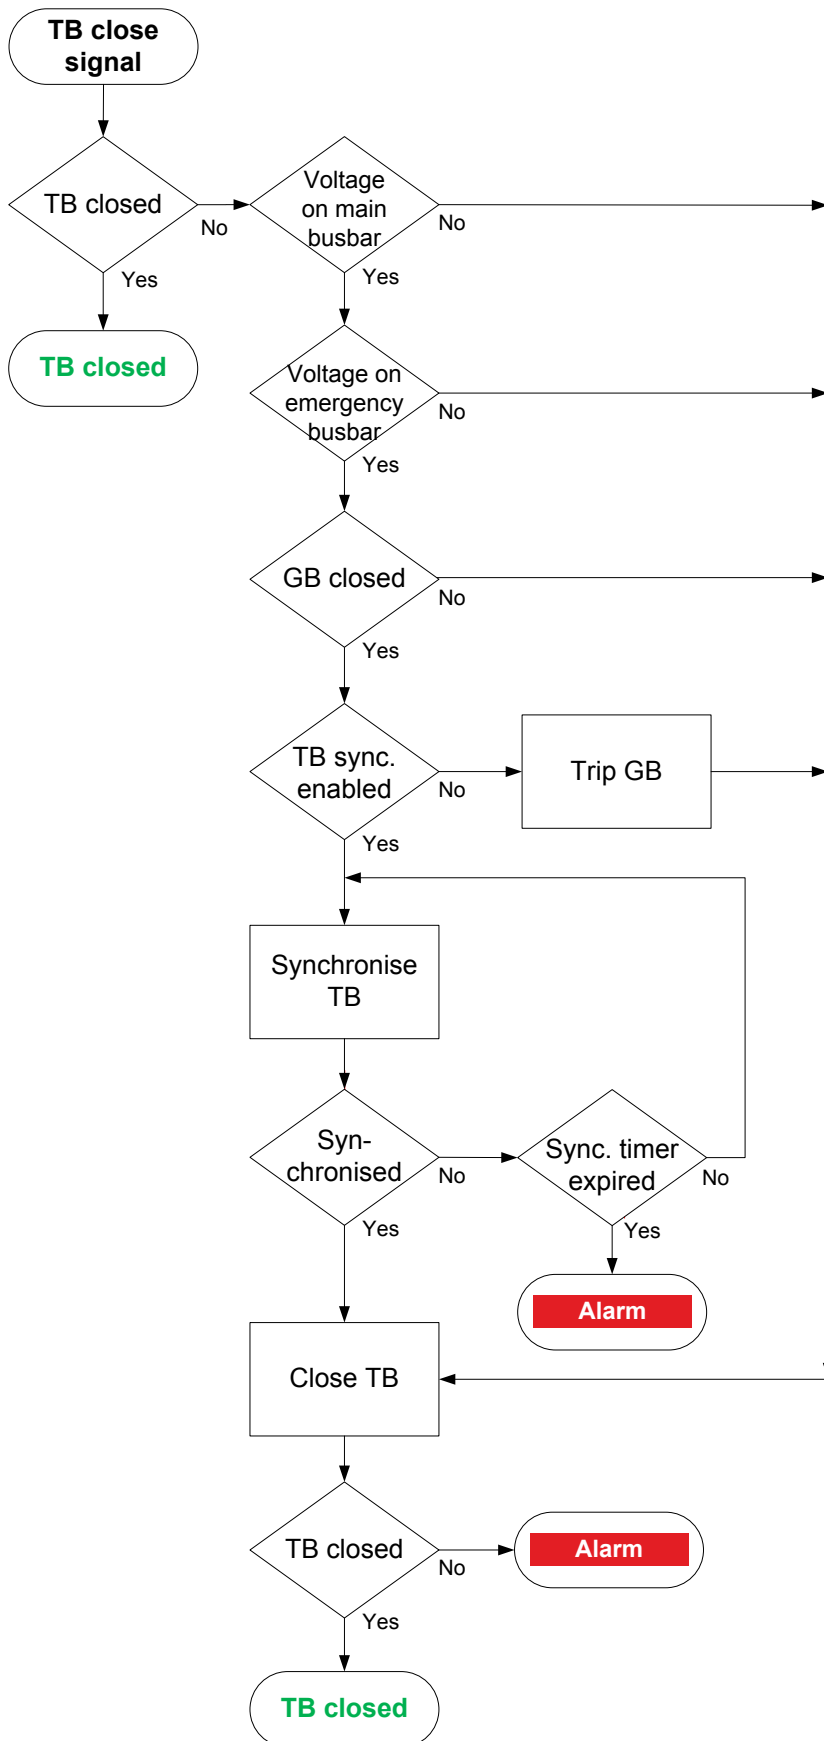 TB close
signal
TB closed
No
Yes
Voltage
on main
busbar
No
Yes
TB closed
Voltage on
emergency
busbar
No
Yes
GB closed
No
Yes
TB sync.
enabled
No
Yes
Trip GB
Synchronise
TB
Syn-
chronised
No
Yes
Sync. timer
expired
No
Yes
Alarm
Close TB
TB closed
No
Yes
Alarm
TB closed